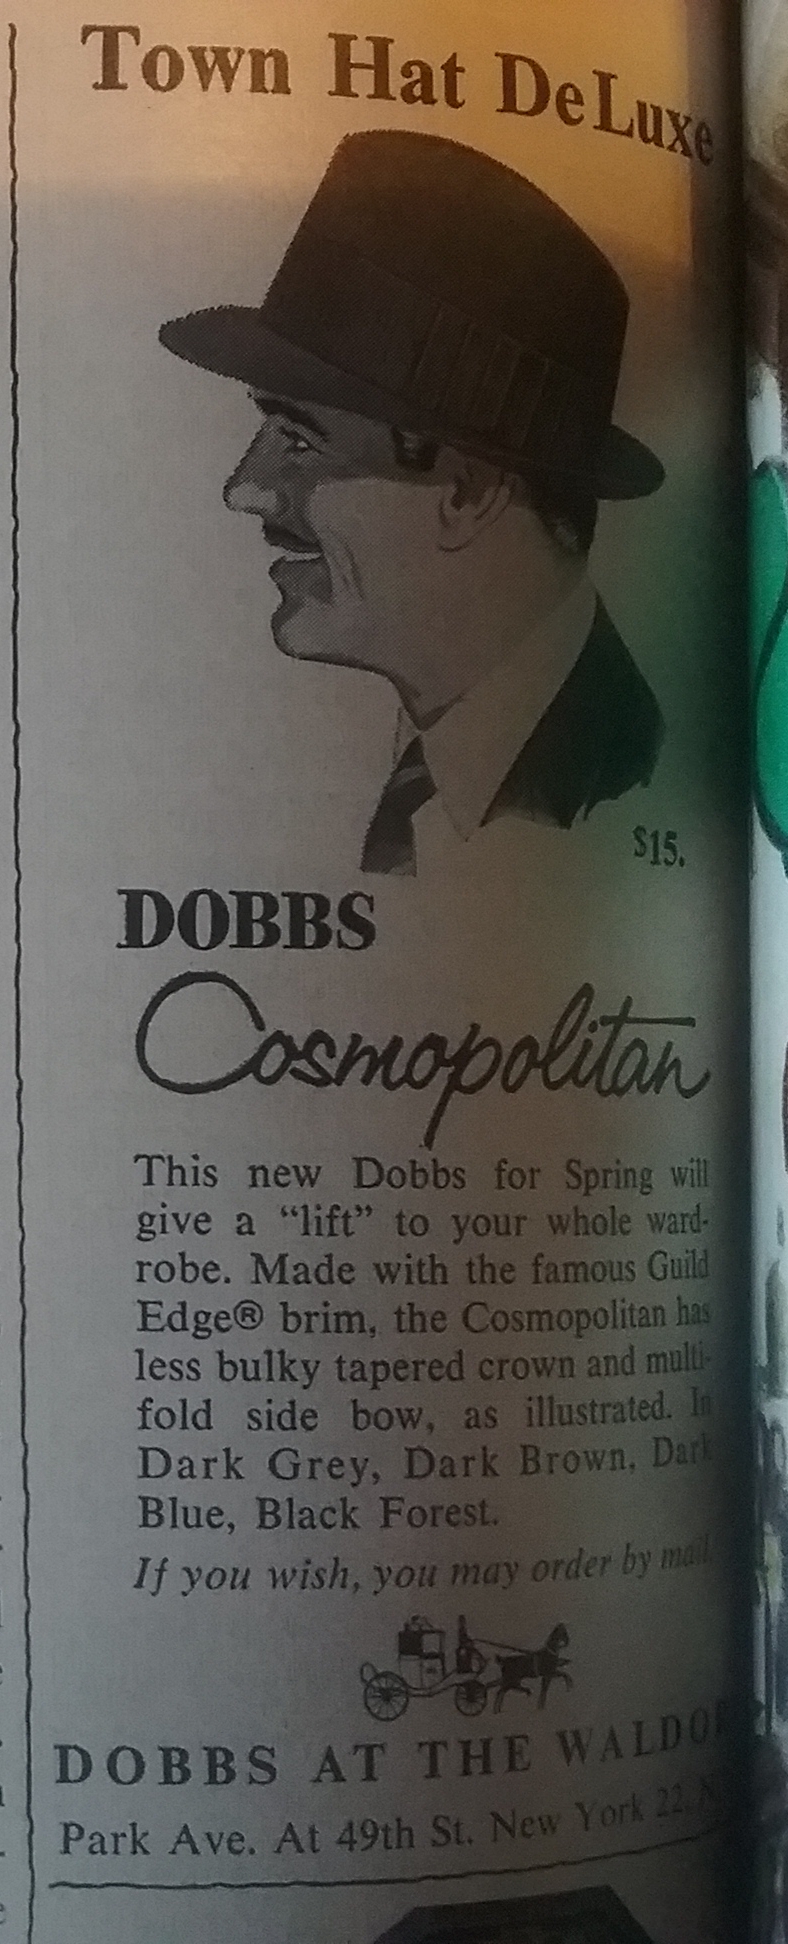 Town Hat DeLuxe
$15.
DOBBS
Cosmopolitan
This new Dobbs for Spring will
give a “lift” to your whole ward-
robe. Made with the famous Guild
Edge® brim, the Cosmopolitan has
less bulky tapered crown and multi-
fold side bow, as illustrated. In
Dark Grey, Dark Brown, Dark
Blue, Black Forest.
If you wish, you may order by mail.
DOBBS AT THE
Park Ave. At 49th St. New York 22,